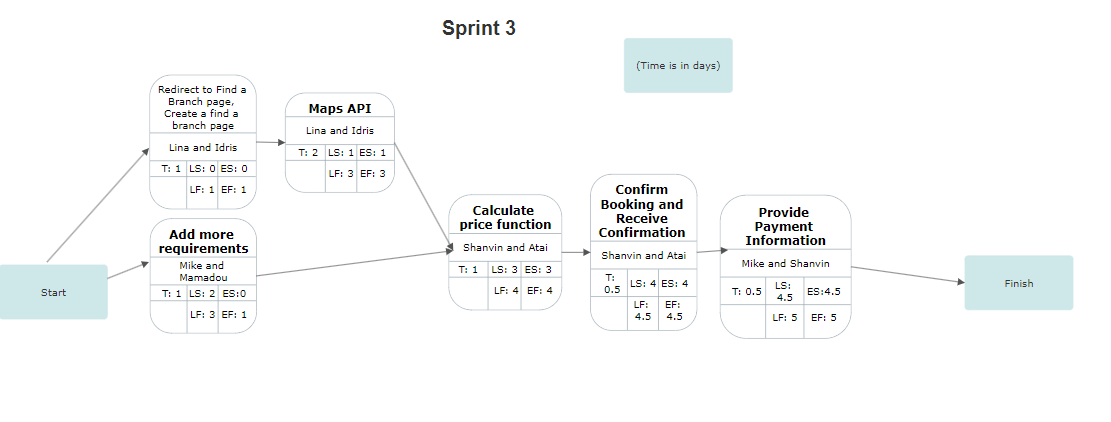 Sprint 3
(Time is in days)
Redirect to Find a
Branch page,
Create a find a
branch page
Lina and Idris
T: 1 LS: 0 ES: 0
LF: 1 EF: 1
Maps API
Lina and Idris
T: 2 LS: 1 ES: 1
LF: 3 EF: 3
Start
Add more
requirements
Mike and
Mamadou
T: 1 LS: 2 ES:0
LF: 3 EF: 1
Calculate
price function
Shanvin and Atai
T: 1 LS: 3 ES: 3
LF: 4 EF: 4
Confirm
Booking and
Receive
Confirmation
Shanvin and Atai
T:
0.5
LS: 4 ES: 4
LF:
4.5
EF:
4.5
Provide
Payment
Information
Mike and Shanvin
T: 0.5
LS:
4.5
ES:4.5
LF: 5 EF: 5
Finish